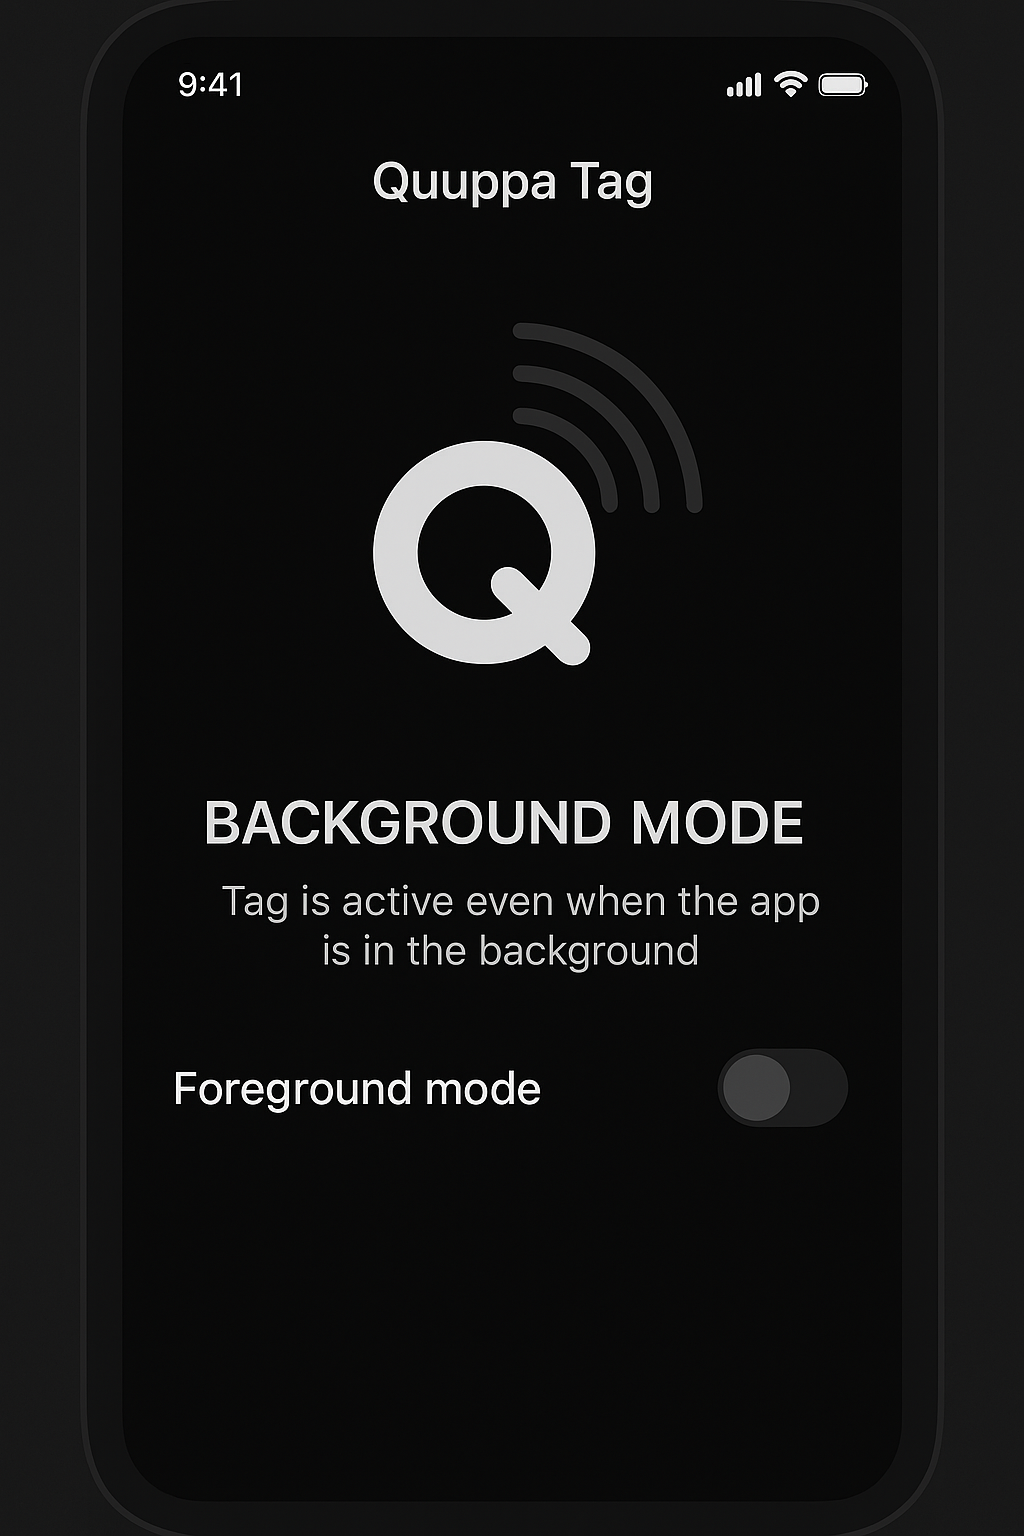 9:41
Quuppa Tag
Q
BACKGROUND MODE
Tag is active even when the app
is in the background
Foreground mode